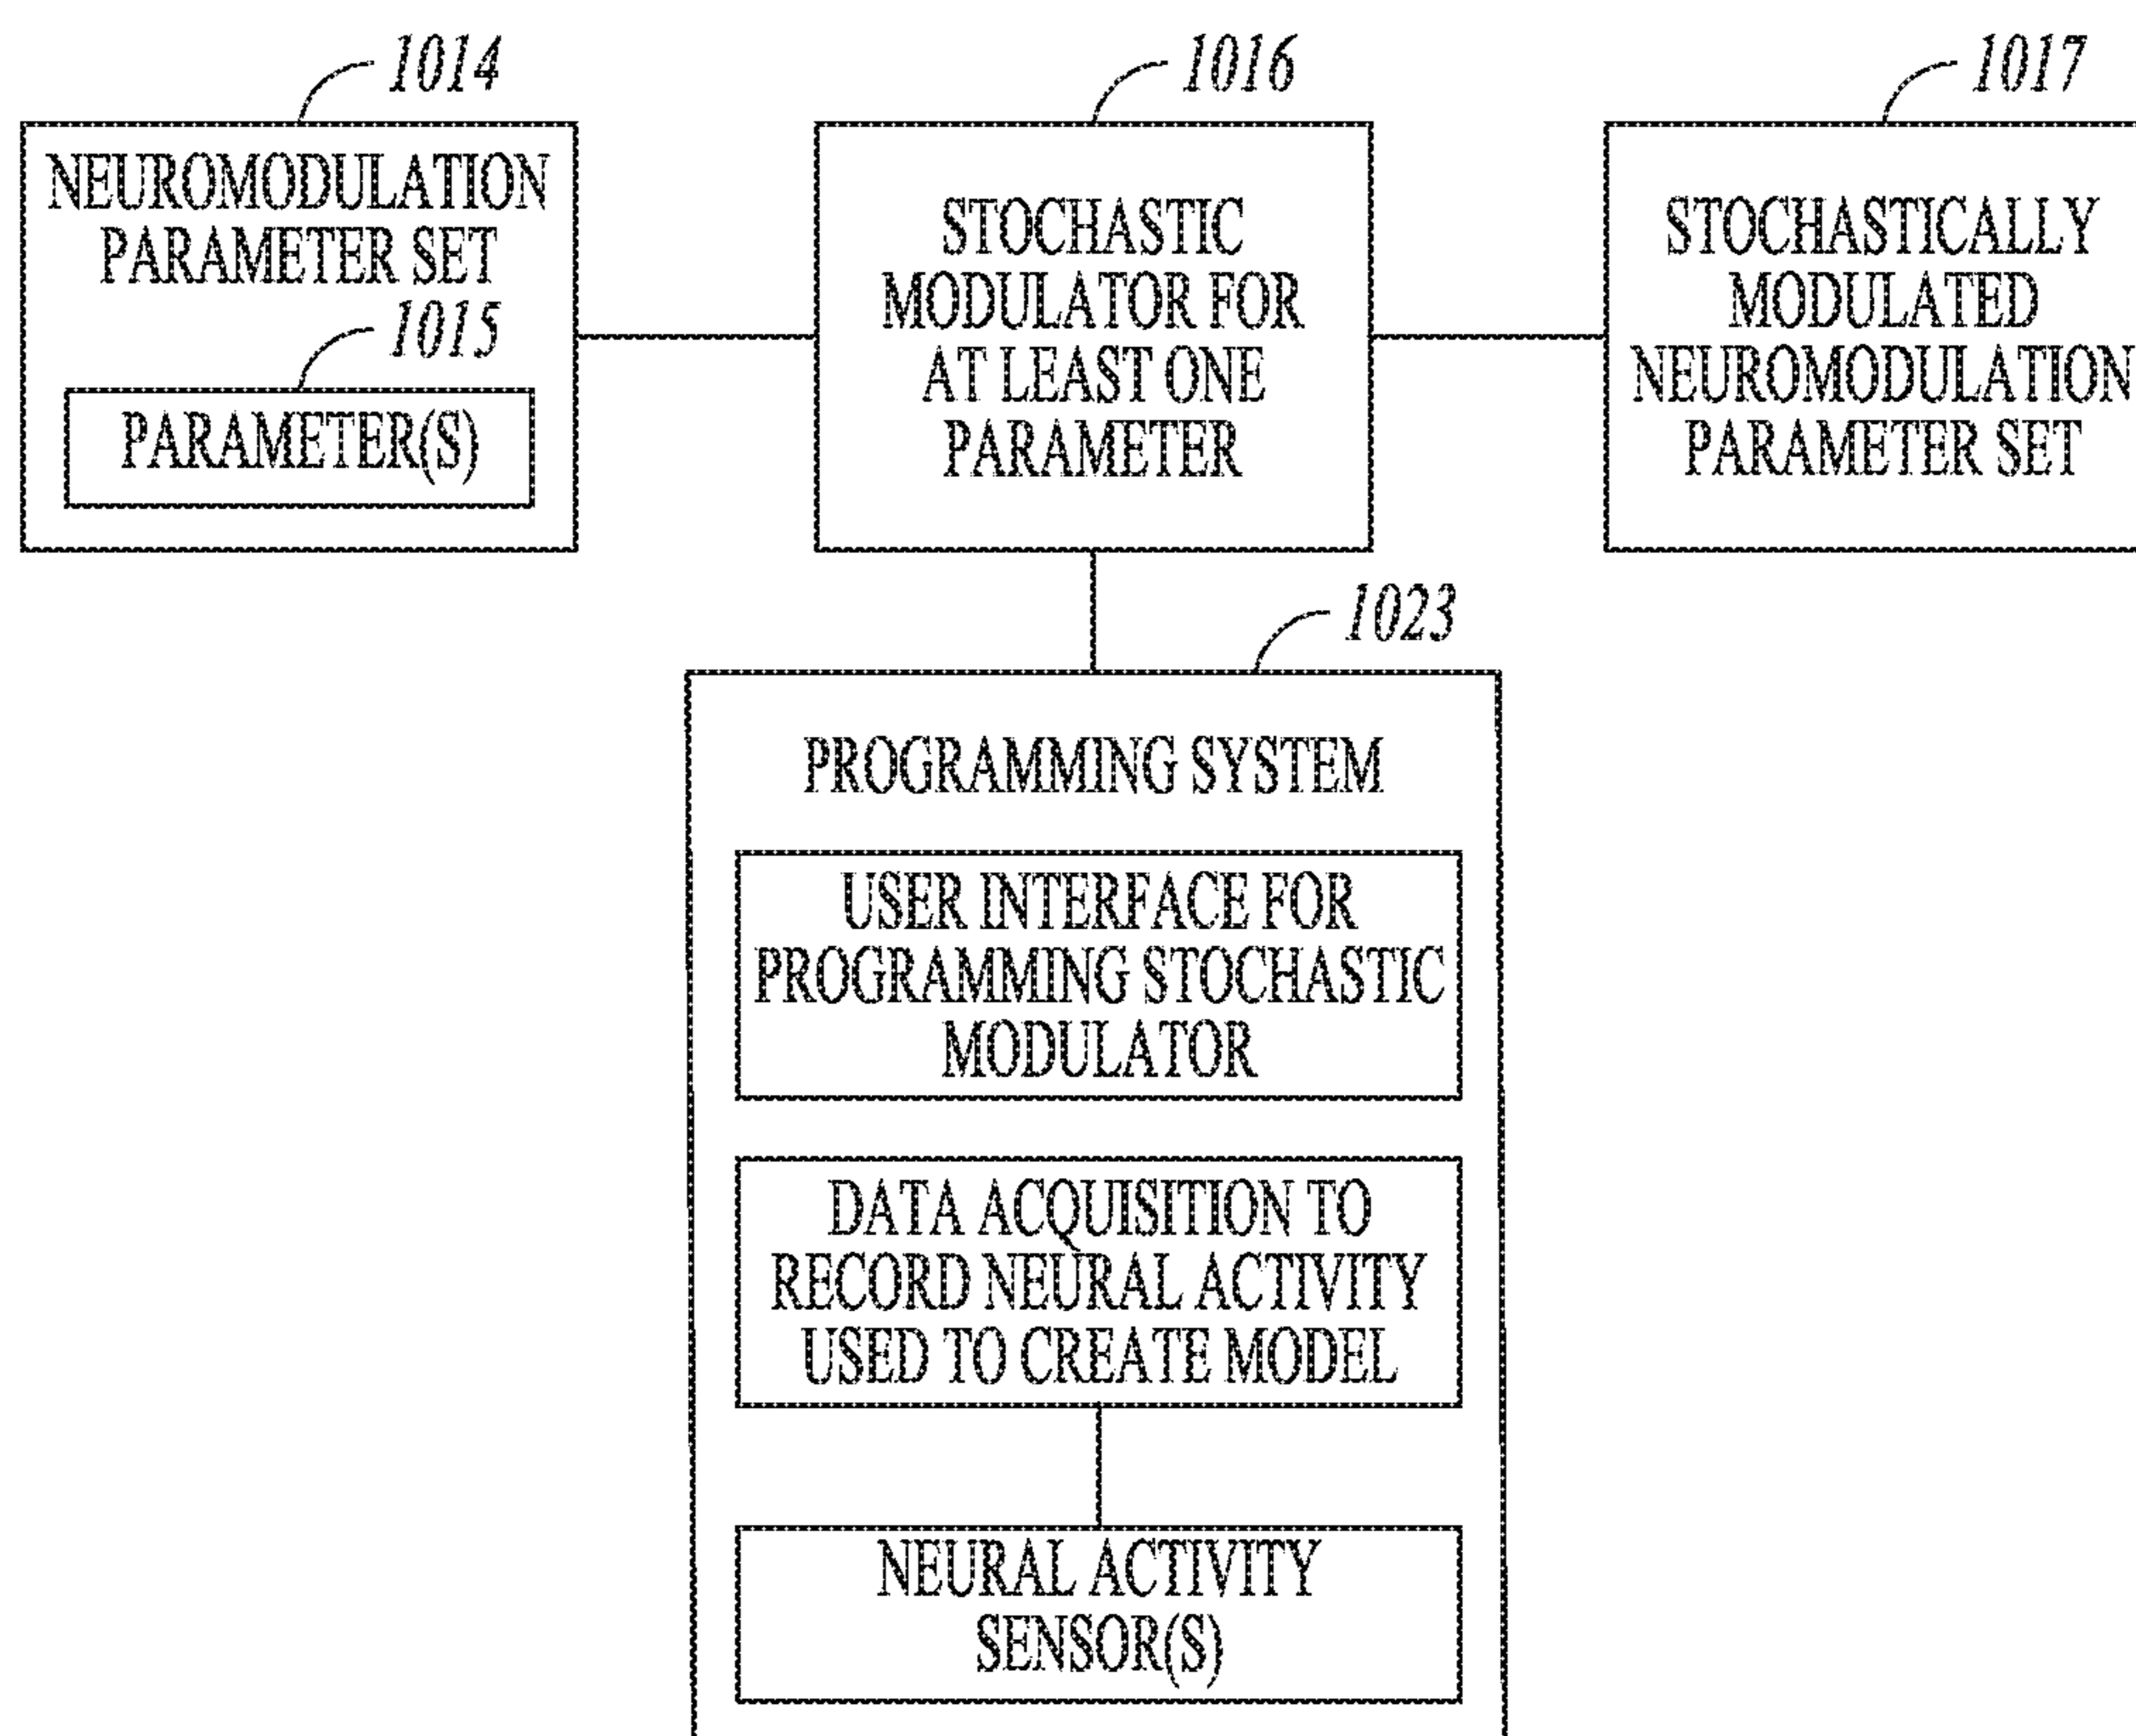 1014
NEUROMODULATION
PARAMETER SET
1015
PARAMETER(S)
1016
STOCHASTIC
MODULATOR FOR
AT LEAST ONE
PARAMETER
1017
STOCHASTICALLY
MODULATED
NEUROMODULATION
PARAMETER SET
1023
PROGRAMMING SYSTEM
USER INTERFACE FOR
PROGRAMMING STOCHASTIC
MODULATOR
DATA ACQUISITION TO
RECORD NEURAL ACTIVITY
USED TO CREATE MODEL
NEURAL ACTIVITY
SENSOR(S)